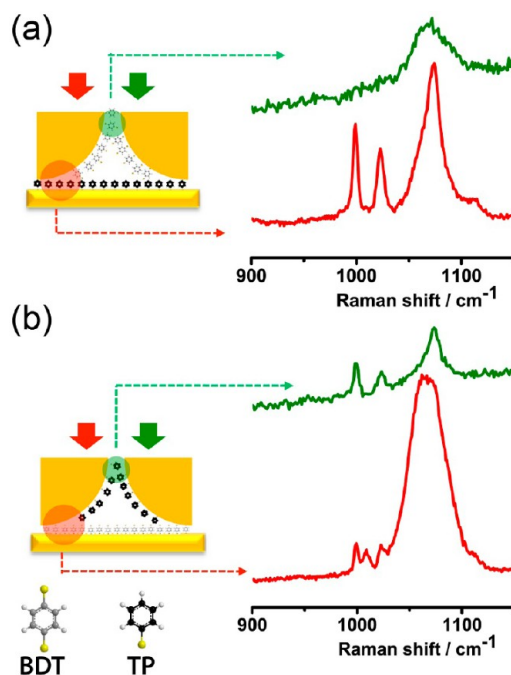 (a)
900 1000 1100
Raman shift / cm⁻¹
(b)
900 1000 1100
Raman shift / cm⁻¹
BDT TP